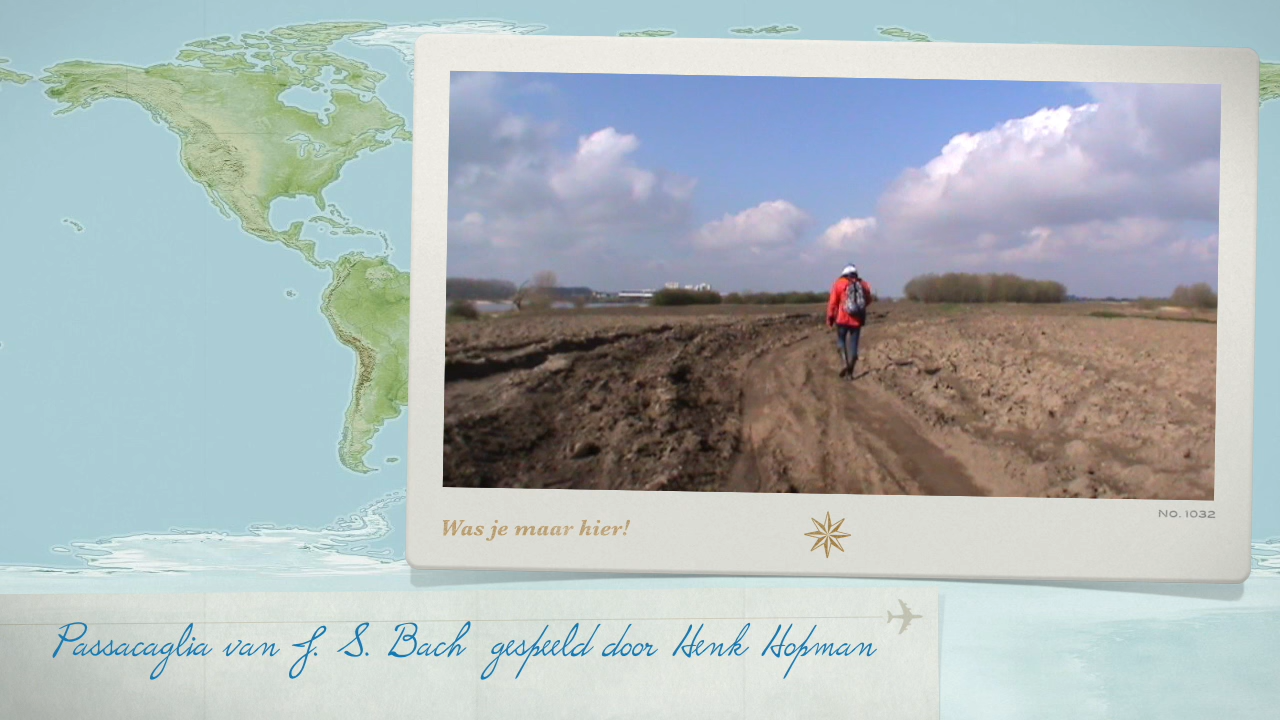 Was je maar hier!
No. 1032
Passacaglia van J. S. Bach gespeeld door Henk Hopman